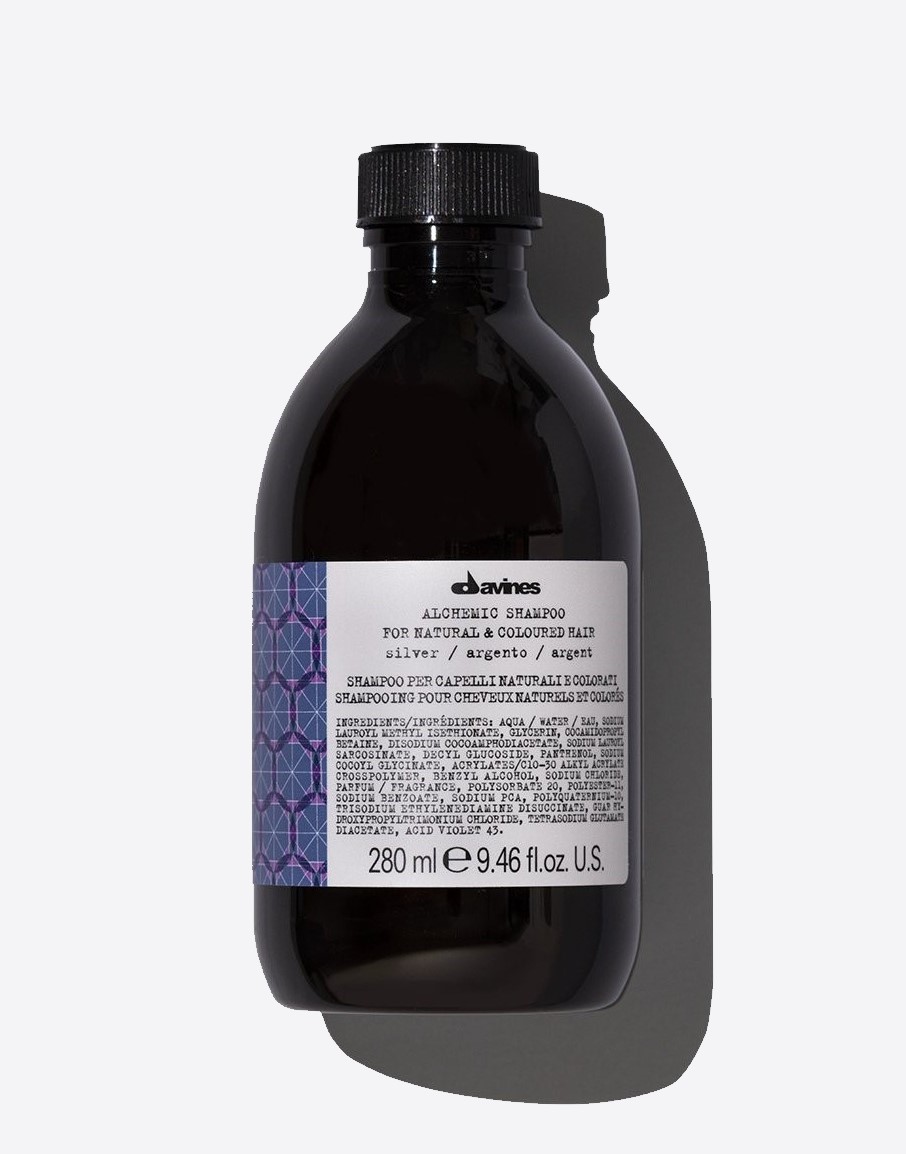 davines
ALCHEMIC SHAMPOO
FOR NATURAL & COLOURED HAIR
silver / argento / argent
SHAMPOO PER CAPELLI NATURALI E COLORATI
SHAMPOOING POUR CHEVEUX NATURELS ET COLORÉS
INGREDIENTS/INGRÉDIENTS: AQUA / WATER / EAU, SODIUM
LAUROYL METHYL ISETHIONATE, GLYCERIN, COCAMIDOPROPYL
BETAINE, DISODIUM COCOAMPHODIACETATE, SODIUM LAUROYL
SARCOSINATE, DECYL GLUCOSIDE, PANTHENOL, SODIUM
COCOYL GLYCINATE, ACRYLATES/C10-30 ALKYL ACRYLATE
CROSSPOLYMER, BENZYL ALCOHOL, SODIUM CHLORIDE,
PARFUM / FRAGRANCE, POLYSORBATE 20, POLYESTER-11,
SODIUM BENZOATE, SODIUM PCA, POLYQUATERNIUM-10,
TRISODIUM ETHYLENEDIAMINE DISUCCINATE, GUAR HY-
DROXYPROPYLTRIMONIUM CHLORIDE, TETRASODIUM GLUTAMATE
DIACETATE, ACID VIOLET 43.
280 ml ℮ 9.46 fl.oz. U.S.